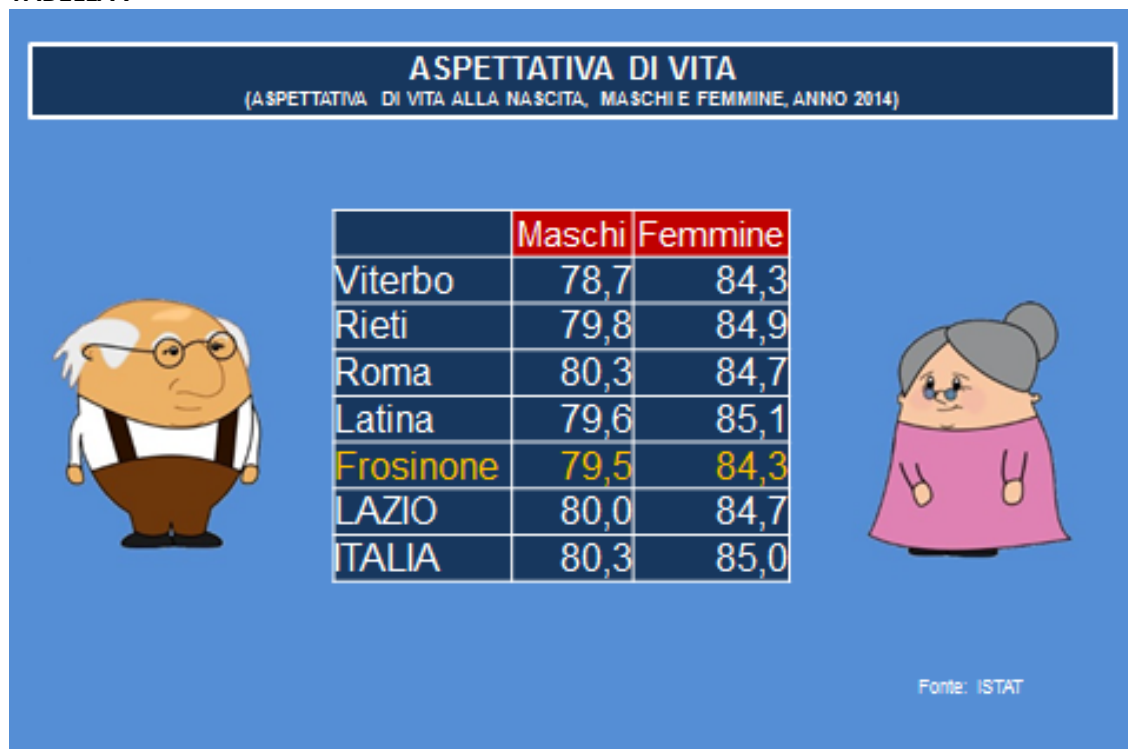 ASPETTATIVA DI VITA
(ASPETTATIVA DI VITA ALLA NASCITA, MASCHI E FEMMINE, ANNO 2014)
Maschi Femmine
Viterbo 78,7 84,3
Rieti 79,8 84,9
Roma 80,3 84,7
Latina 79,6 85,1
Frosinone 79,5 84,3
LAZIO 80,0 84,7
ITALIA 80,3 85,0
Fonte: ISTAT